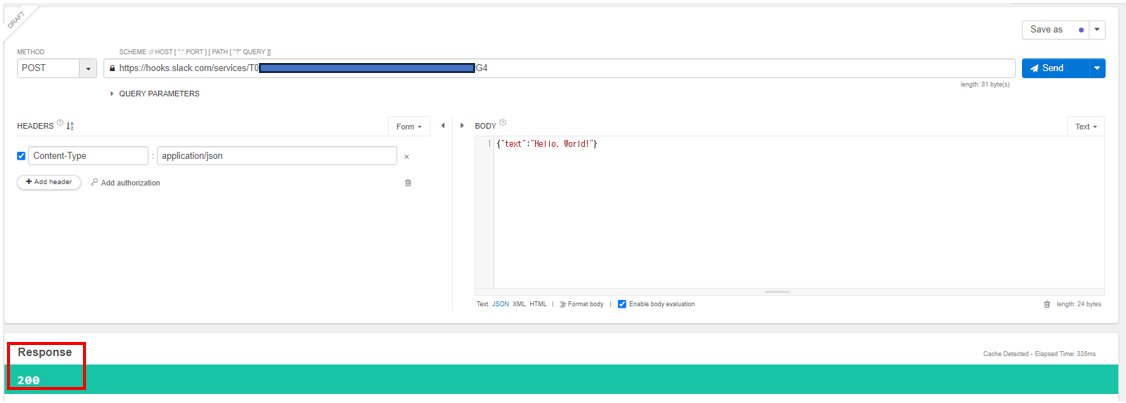 DRAFT
Save as
METHOD
SCHEME :// HOST [ ":" PORT ] [ PATH [ "?" QUERY ]]
POST
https://hooks.slack.com/services/T0 G4
Send
length: 81 byte(s)
QUERY PARAMETERS
HEADERS
Form
BODY
Text
Content-Type : application/json
1 {"text":"Hello, World!"}
+ Add header
Add authorization
Text JSON XML HTML | Format body | Enable body evaluation
length: 24 bytes
Response
Cache Detected - Elapsed Time: 335ms
200